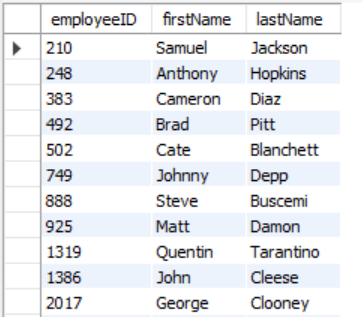 employeeID firstName lastName
210 Samuel Jackson
248 Anthony Hopkins
383 Cameron Diaz
492 Brad Pitt
502 Cate Blanchett
749 Johnny Depp
888 Steve Buscemi
925 Matt Damon
1319 Quentin Tarantino
1386 John Cleese
2017 George Clooney